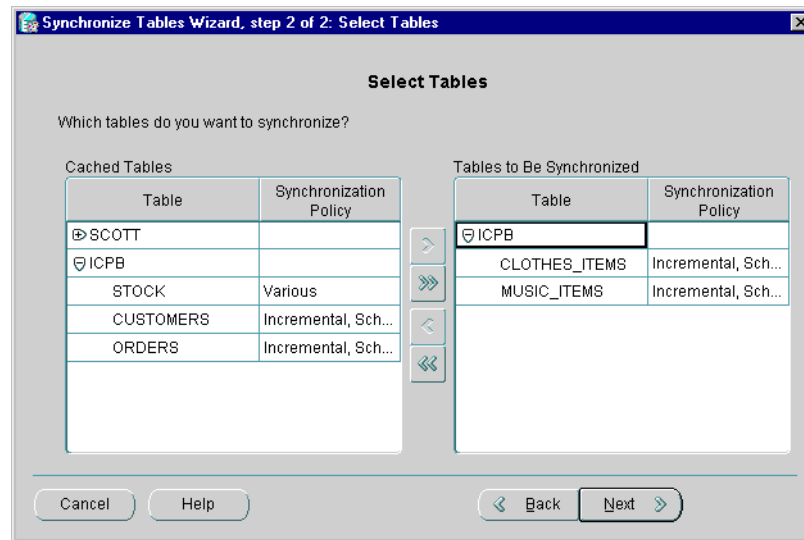 Synchronize Tables Wizard, step 2 of 2: Select Tables
Select Tables
Which tables do you want to synchronize?
Cached Tables
Table Synchronization Policy
SCOTT
ICPB
STOCK Various
CUSTOMERS Incremental, Sch...
ORDERS Incremental, Sch...
Tables to Be Synchronized
Table Synchronization Policy
ICPB
CLOTHES_ITEMS Incremental, Sch...
MUSIC_ITEMS Incremental, Sch...
Cancel Help Back Next